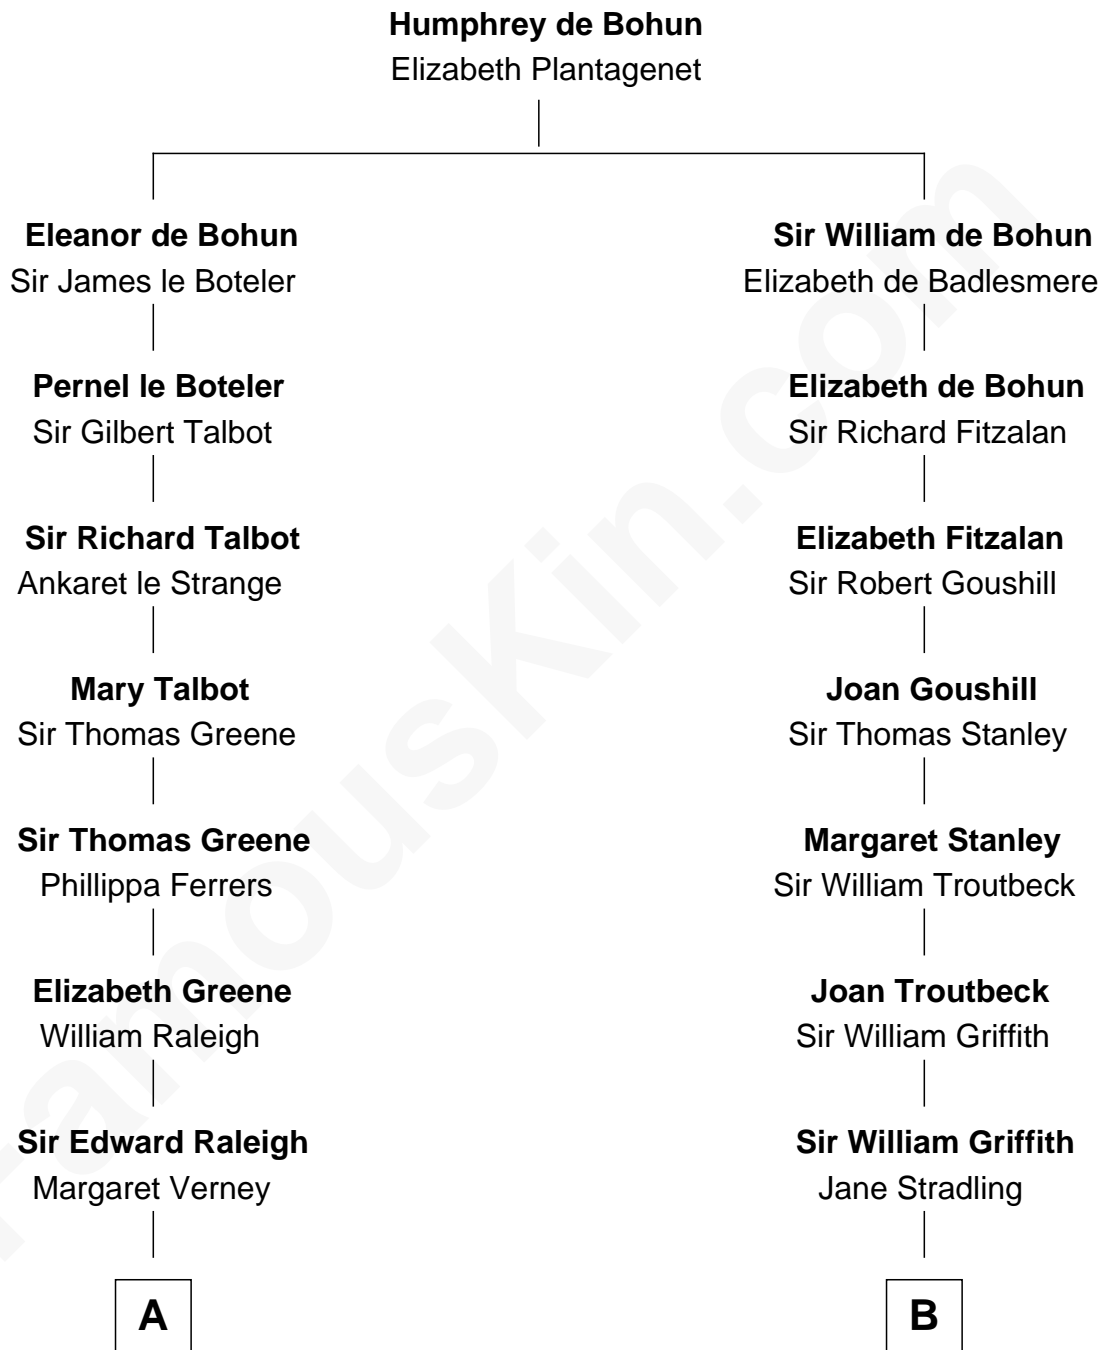 Humphrey de Bohun
Elizabeth Plantagenet
Eleanor de Bohun
Sir James le Boteler
Sir William de Bohun
Elizabeth de Badlesmere
Pernel le Boteler
Sir Gilbert Talbot
Elizabeth de Bohun
Sir Richard Fitzalan
Sir Richard Talbot
Ankaret le Strange
Elizabeth Fitzalan
Sir Robert Goushill
Mary Talbot
Sir Thomas Greene
Joan Goushill
Sir Thomas Stanley
Sir Thomas Greene
Phillippa Ferrers
Margaret Stanley
Sir William Troutbeck
Elizabeth Greene
William Raleigh
Joan Troutbeck
Sir William Griffith
Sir Edward Raleigh
Margaret Verney
Sir William Griffith
Jane Stradling
A
B
FamousKin.com